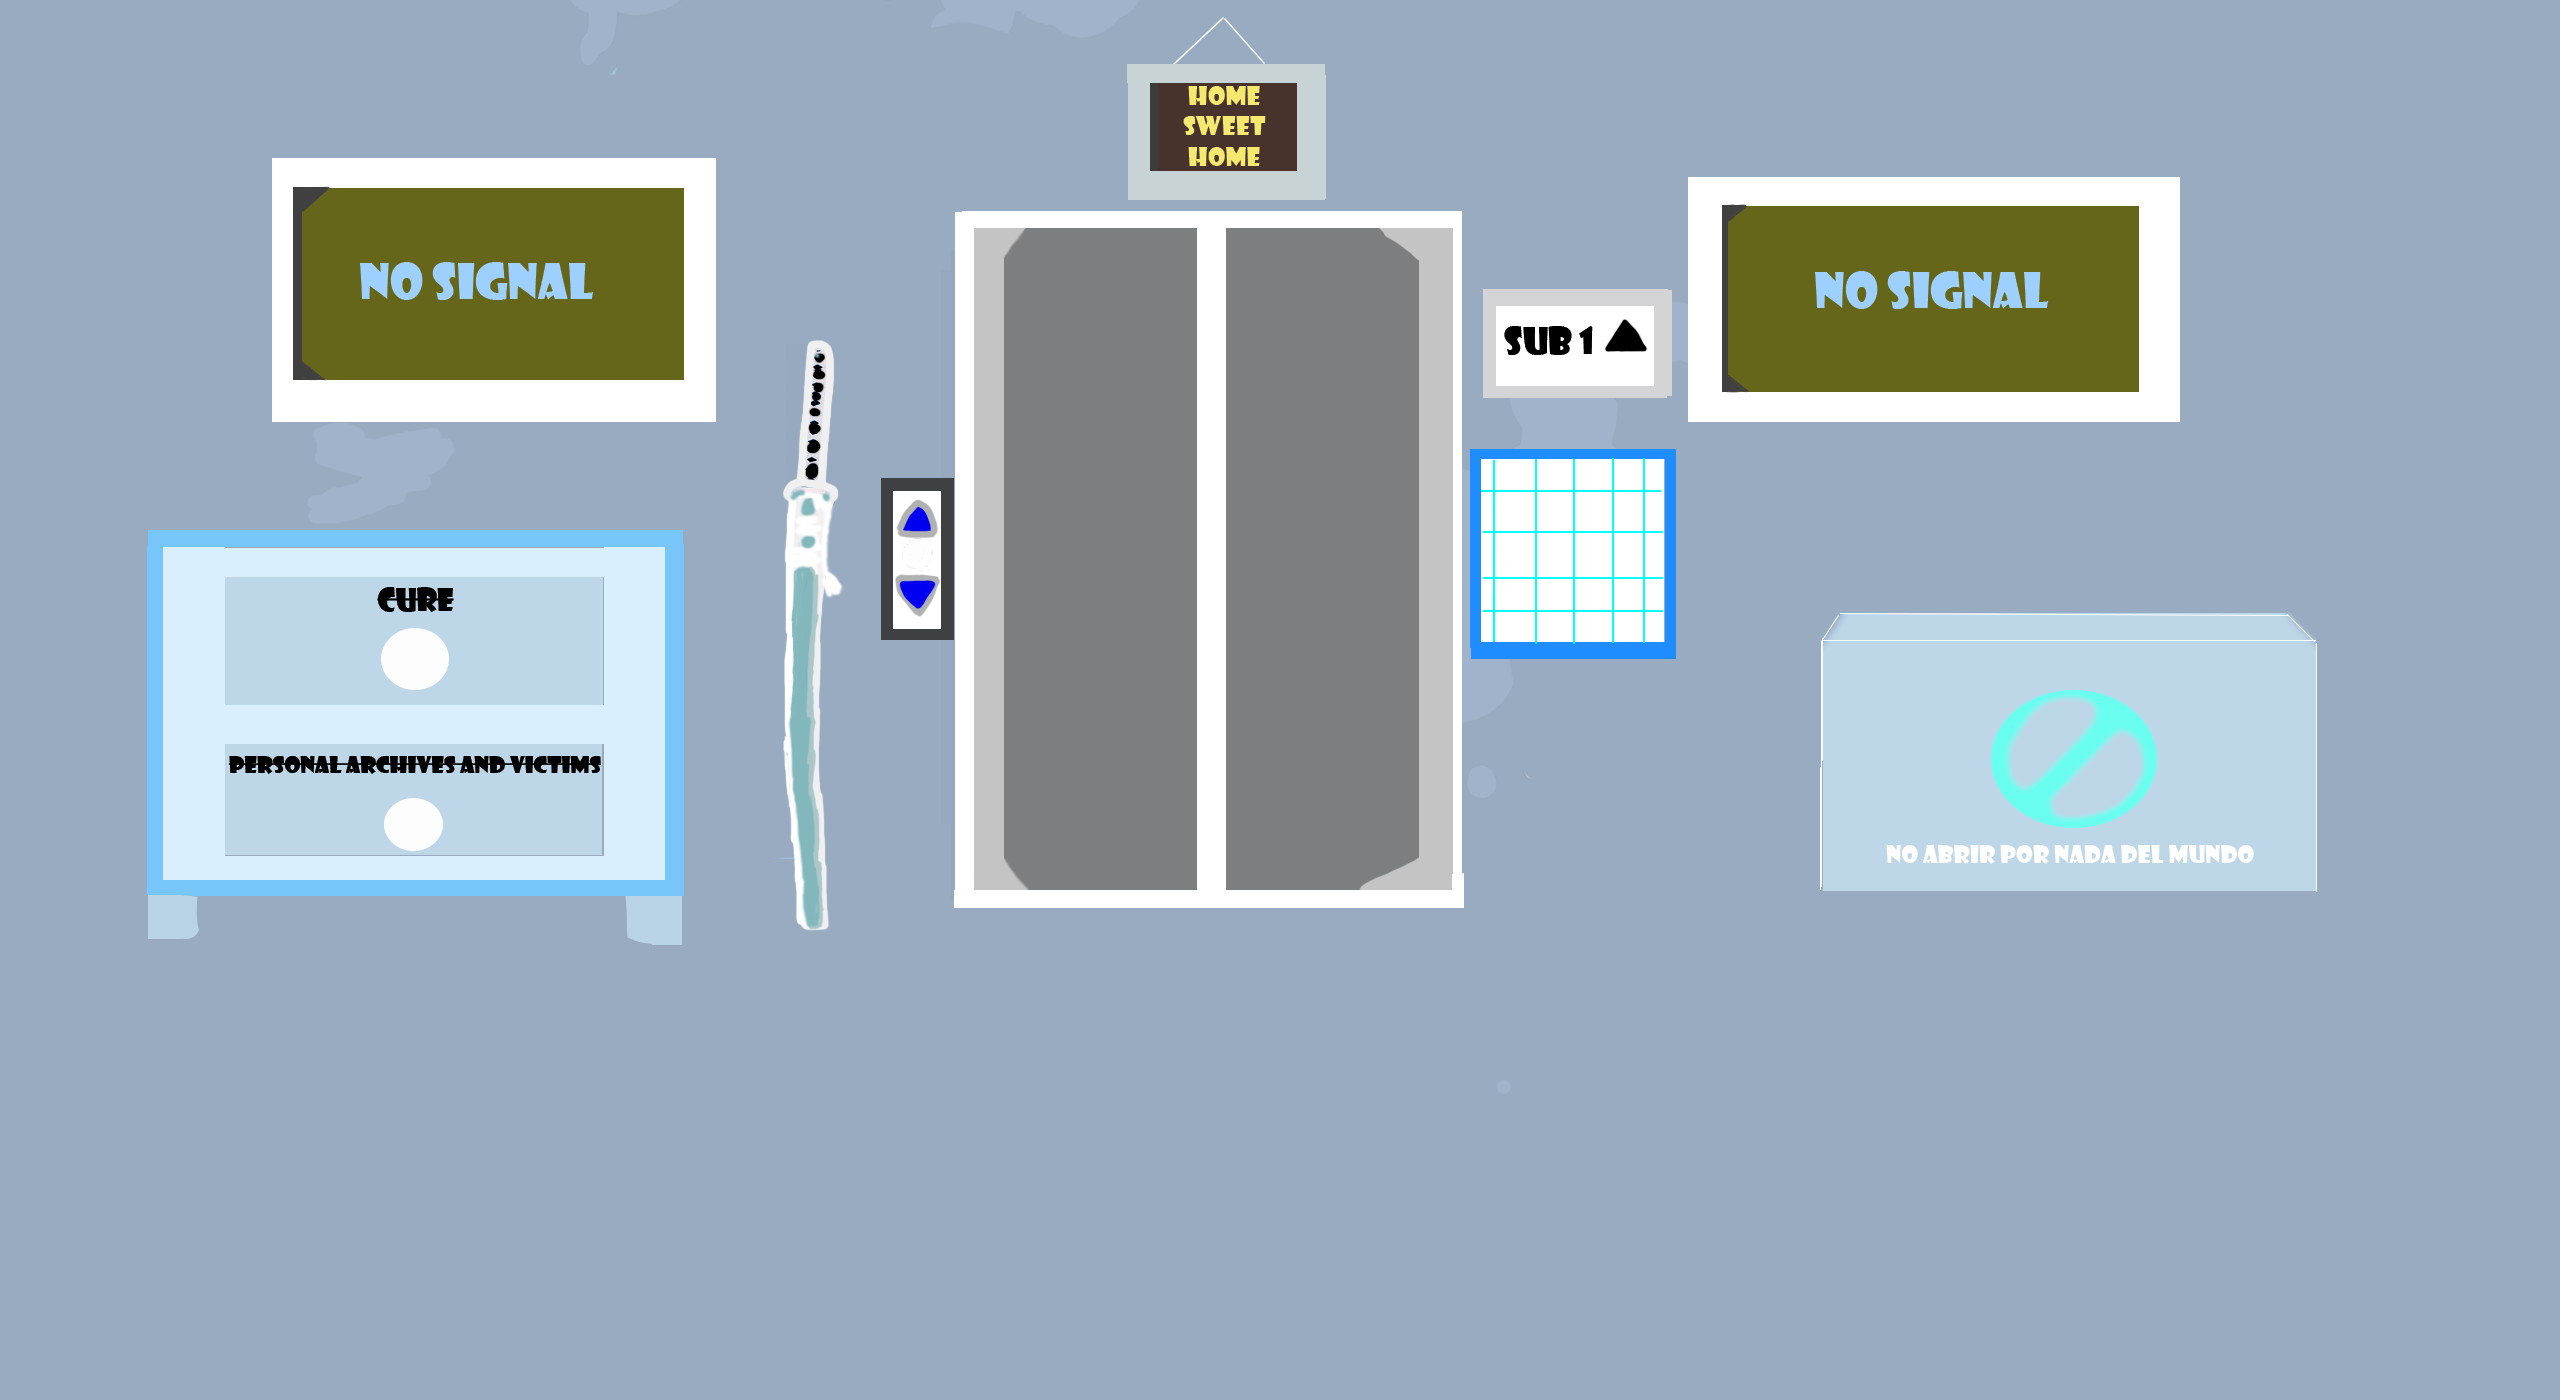 HOME
SWEET
HOME
NO SIGNAL
NO SIGNAL
SUB 1
CURE
PERSONAL ARCHIVES AND VICTIMS
NO ABRIR POR NADA DEL MUNDO